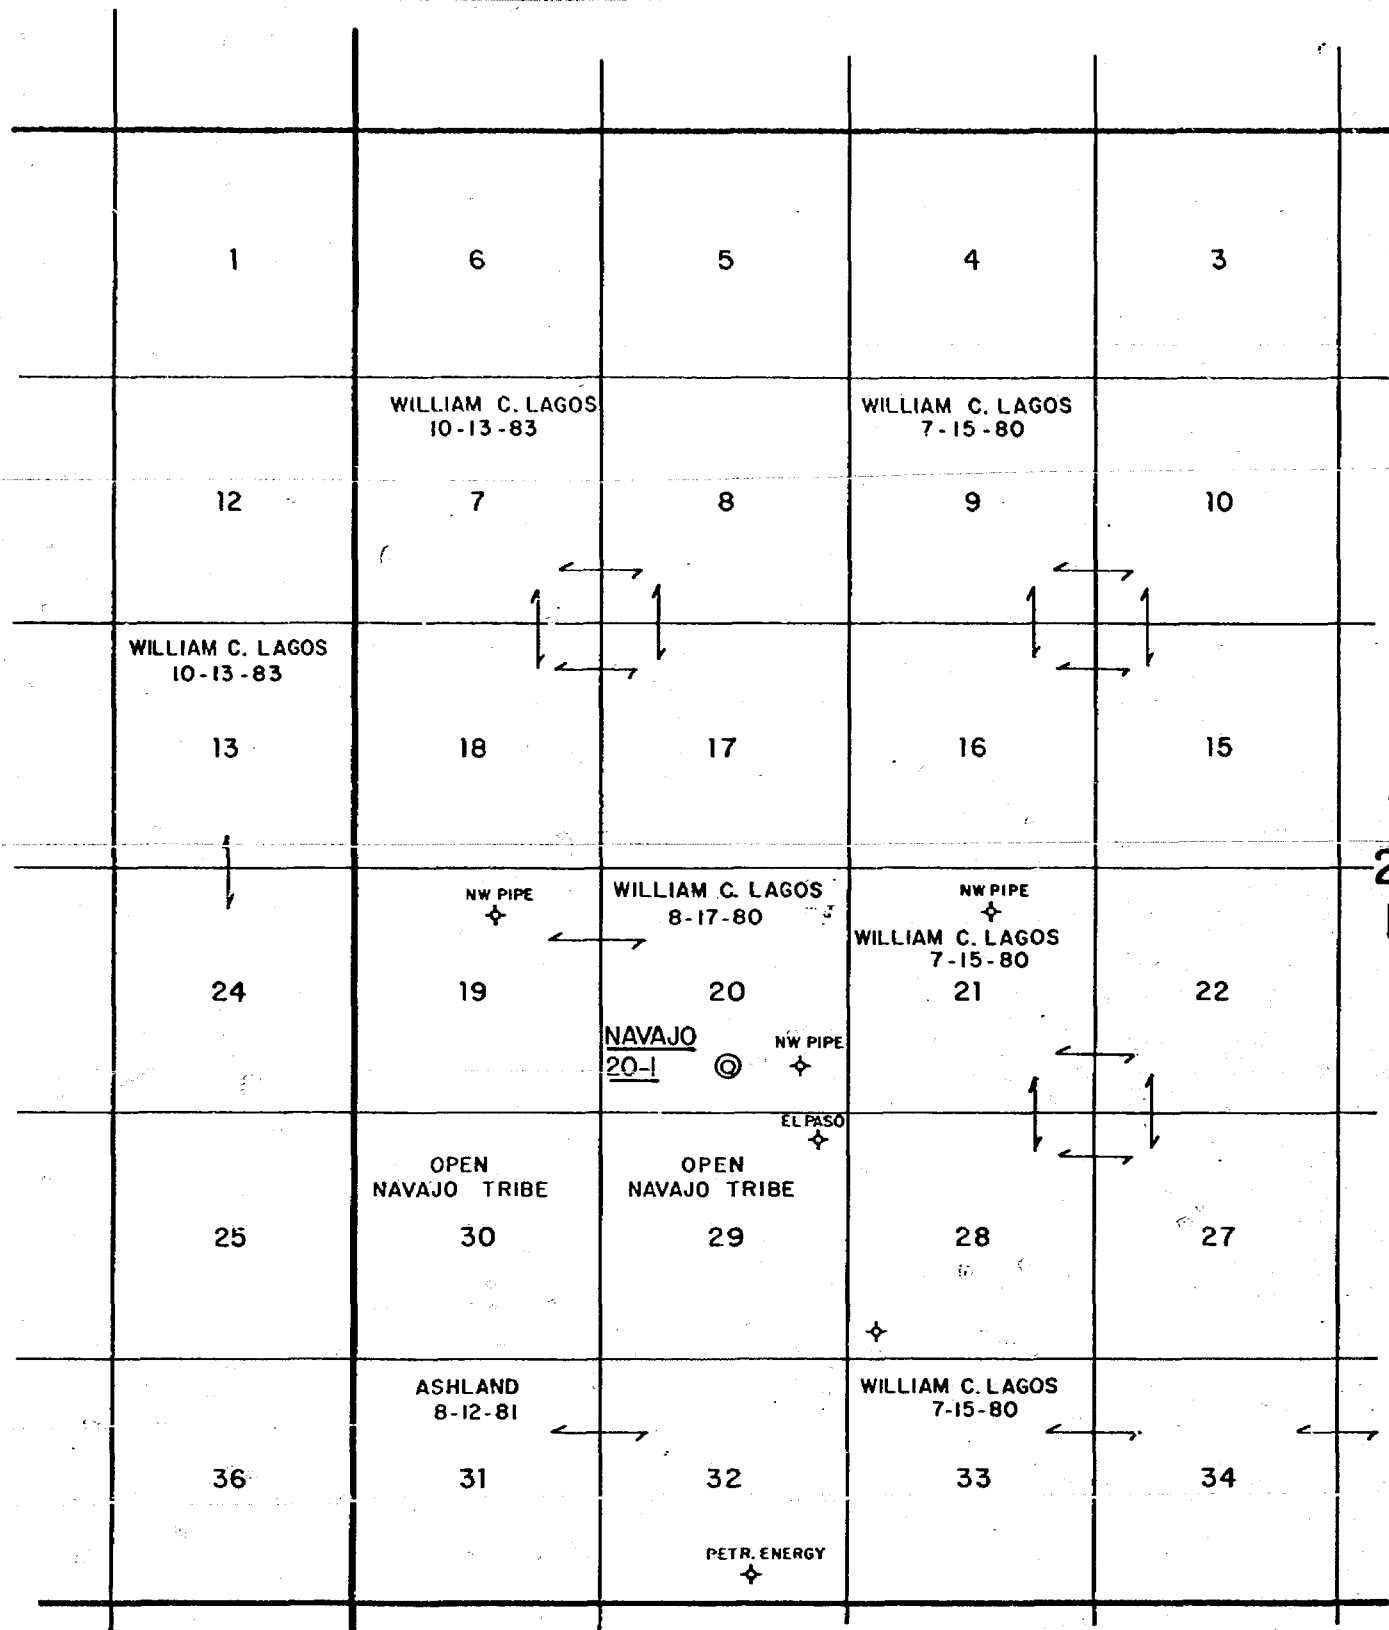 1
6
5
4
3
WILLIAM C. LAGOS
10-13-83
WILLIAM C. LAGOS
7-15-80
12
7
8
9
10
WILLIAM C. LAGOS
10-13-83
13
18
17
16
15
2
NW PIPE
WILLIAM C. LAGOS
8-17-80
NW PIPE
WILLIAM C. LAGOS
7-15-80
24
19
20
21
22
NAVAJO
20-1
NW PIPE
EL PASO
OPEN
NAVAJO TRIBE
OPEN
NAVAJO TRIBE
25
30
29
28
27
ASHLAND
8-12-81
WILLIAM C. LAGOS
7-15-80
36
31
32
33
34
PETR. ENERGY